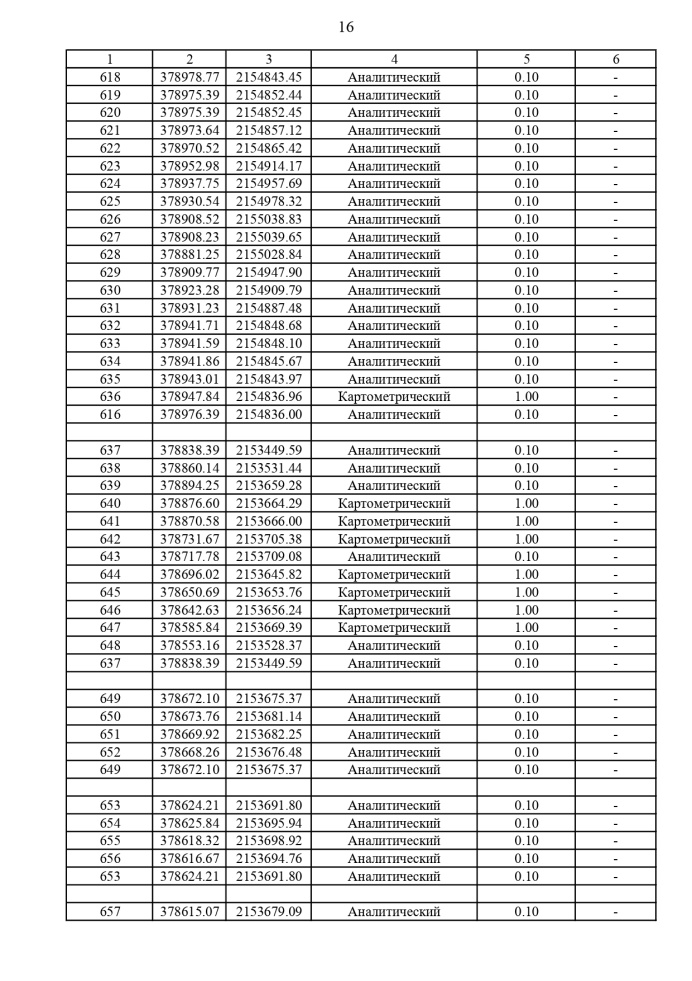 16
1 2 3 4 5 6
618 378978.77 2154843.45 Аналитический 0.10 -
619 378975.39 2154852.44 Аналитический 0.10 -
620 378975.39 2154852.45 Аналитический 0.10 -
621 378973.64 2154857.12 Аналитический 0.10 -
622 378970.52 2154865.42 Аналитический 0.10 -
623 378952.98 2154914.17 Аналитический 0.10 -
624 378937.75 2154957.69 Аналитический 0.10 -
625 378930.54 2154978.32 Аналитический 0.10 -
626 378908.52 2155038.83 Аналитический 0.10 -
627 378908.23 2155039.65 Аналитический 0.10 -
628 378881.25 2155028.84 Аналитический 0.10 -
629 378909.77 2154947.90 Аналитический 0.10 -
630 378923.28 2154909.79 Аналитический 0.10 -
631 378931.23 2154887.48 Аналитический 0.10 -
632 378941.71 2154848.68 Аналитический 0.10 -
633 378941.59 2154848.10 Аналитический 0.10 -
634 378941.86 2154845.67 Аналитический 0.10 -
635 378943.01 2154843.97 Аналитический 0.10 -
636 378947.84 2154836.96 Картометрический 1.00 -
616 378976.39 2154836.00 Аналитический 0.10 -
637 378838.39 2153449.59 Аналитический 0.10 -
638 378860.14 2153531.44 Аналитический 0.10 -
639 378894.25 2153659.28 Аналитический 0.10 -
640 378876.60 2153664.29 Картометрический 1.00 -
641 378870.58 2153666.00 Картометрический 1.00 -
642 378731.67 2153705.38 Картометрический 1.00 -
643 378717.78 2153709.08 Аналитический 0.10 -
644 378696.02 2153645.82 Картометрический 1.00 -
645 378650.69 2153653.76 Картометрический 1.00 -
646 378642.63 2153656.24 Картометрический 1.00 -
647 378585.84 2153669.39 Картометрический 1.00 -
648 378553.16 2153528.37 Аналитический 0.10 -
637 378838.39 2153449.59 Аналитический 0.10 -
649 378672.10 2153675.37 Аналитический 0.10 -
650 378673.76 2153681.14 Аналитический 0.10 -
651 378669.92 2153682.25 Аналитический 0.10 -
652 378668.26 2153676.48 Аналитический 0.10 -
649 378672.10 2153675.37 Аналитический 0.10 -
653 378624.21 2153691.80 Аналитический 0.10 -
654 378625.84 2153695.94 Аналитический 0.10 -
655 378618.32 2153698.92 Аналитический 0.10 -
656 378616.67 2153694.76 Аналитический 0.10 -
653 378624.21 2153691.80 Аналитический 0.10 -
657 378615.07 2153679.09 Аналитический 0.10 -